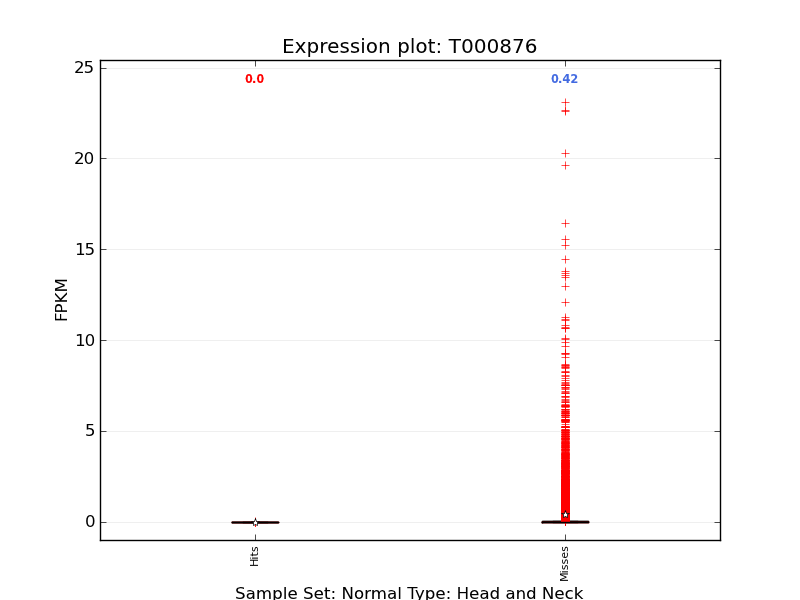 Expression plot: T000876
25
0.0
0.42
20
15
FPKM
10
5
0
Hits
Misses
Sample Set: Normal Type: Head and Neck